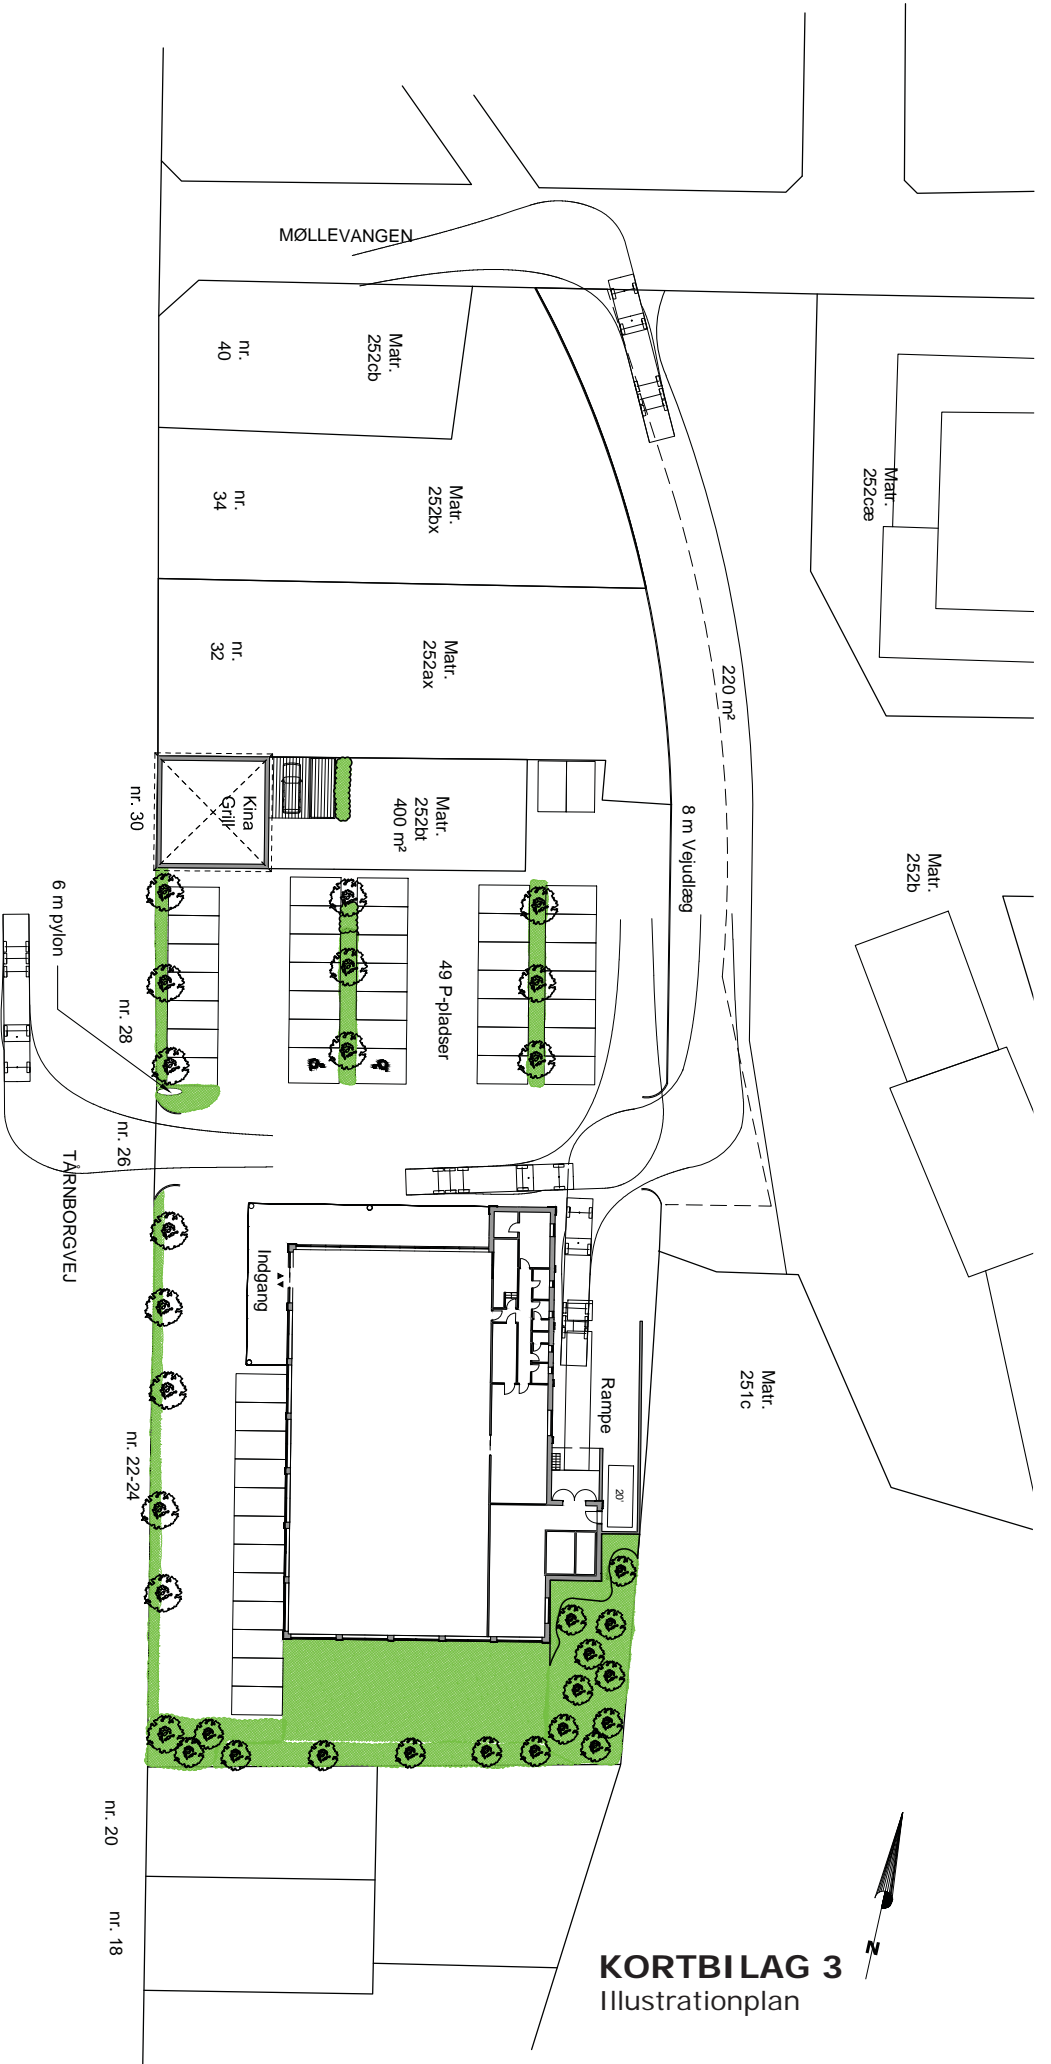 MØLLEVANGEN
nr.
40
Matr.
252cb
nr.
34
Matr.
252bx
Matr.
252cæ
nr.
32
Matr.
252ax
220 m²
nr. 30
Kina
Grill
Matr.
252bt
400 m²
8 m Vejudlæg
Matr.
252b
6 m pylon
nr. 28
49 P-pladser
nr. 26
TÅRNBORGVEJ
Indgang
Rampe
Matr.
251c
nr. 22-24
20'
nr. 20
nr. 18
N
KORTBILAG 3
Illustrationplan